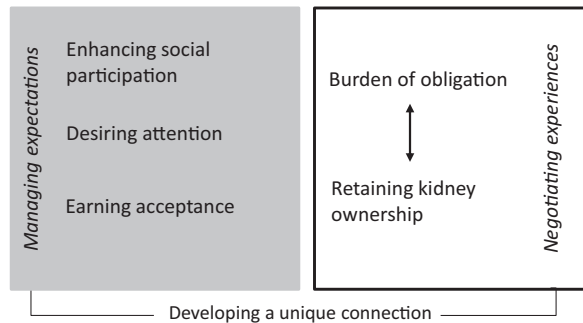 Managing expectations
Enhancing social
participation
Desiring attention
Earning acceptance
Burden of obligation
Retaining kidney
ownership
Negotiating experiences
Developing a unique connection